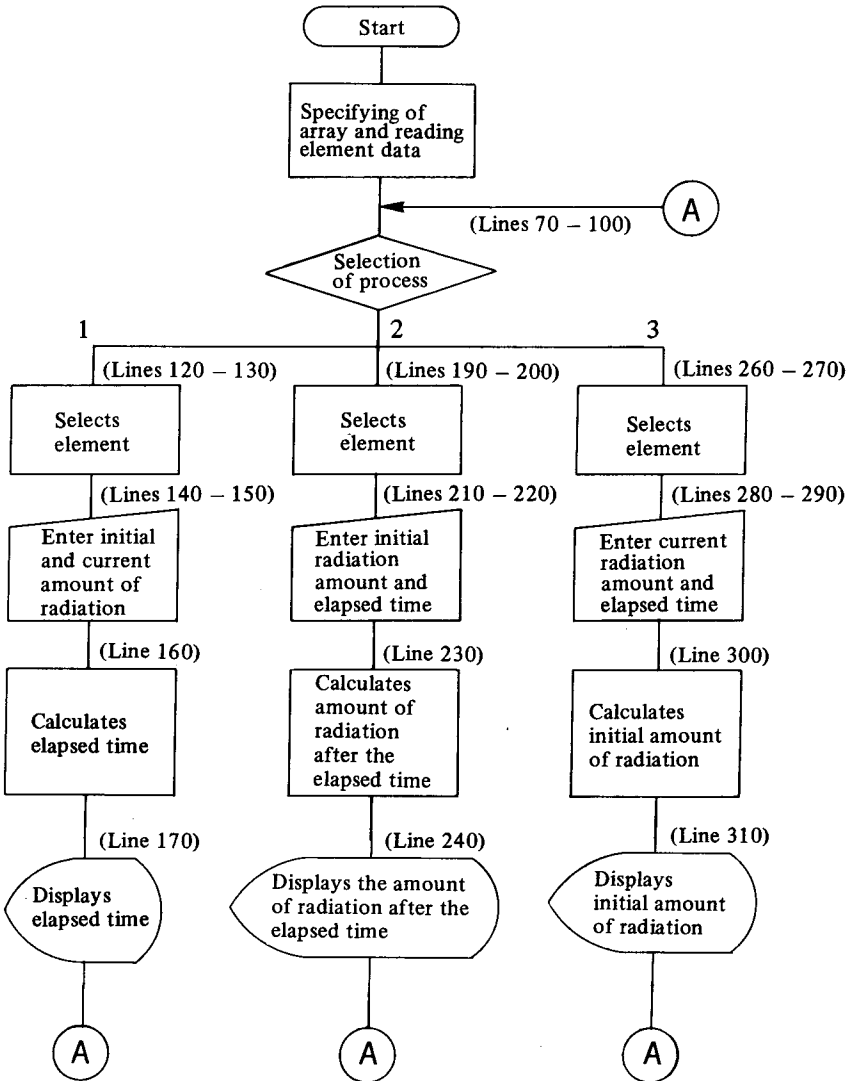 Start
Specifying of
array and reading
element data
A
(Lines 70 – 100)
Selection
of process
1
2
3
(Lines 120 – 130)
(Lines 190 – 200)
(Lines 260 – 270)
Selects
element
Selects
element
Selects
element
(Lines 140 – 150)
(Lines 210 – 220)
(Lines 280 – 290)
Enter initial
and current
amount of
radiation
Enter initial
radiation
amount and
elapsed time
Enter current
radiation
amount and
elapsed time
(Line 160)
(Line 230)
(Line 300)
Calculates
elapsed time
Calculates
amount of
radiation
after the
elapsed time
Calculates
initial amount
of radiation
(Line 170)
(Line 240)
(Line 310)
Displays
elapsed time
Displays the amount
of radiation after the
elapsed time
Displays
initial amount
of radiation
A
A
A